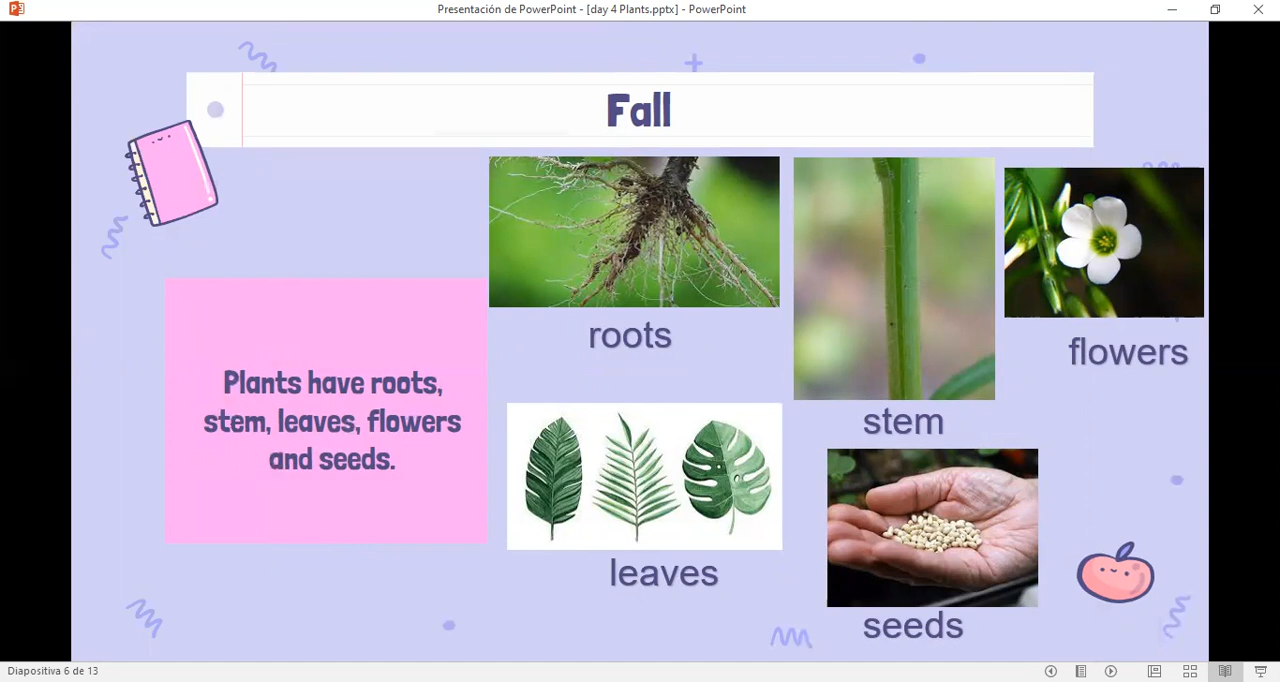 Presentación de PowerPoint - [day 4 Plants.pptx] - PowerPoint
Fall
Plants have roots,
stem, leaves, flowers
and seeds.
roots
stem
flowers
leaves
seeds
Diapositiva 6 de 13